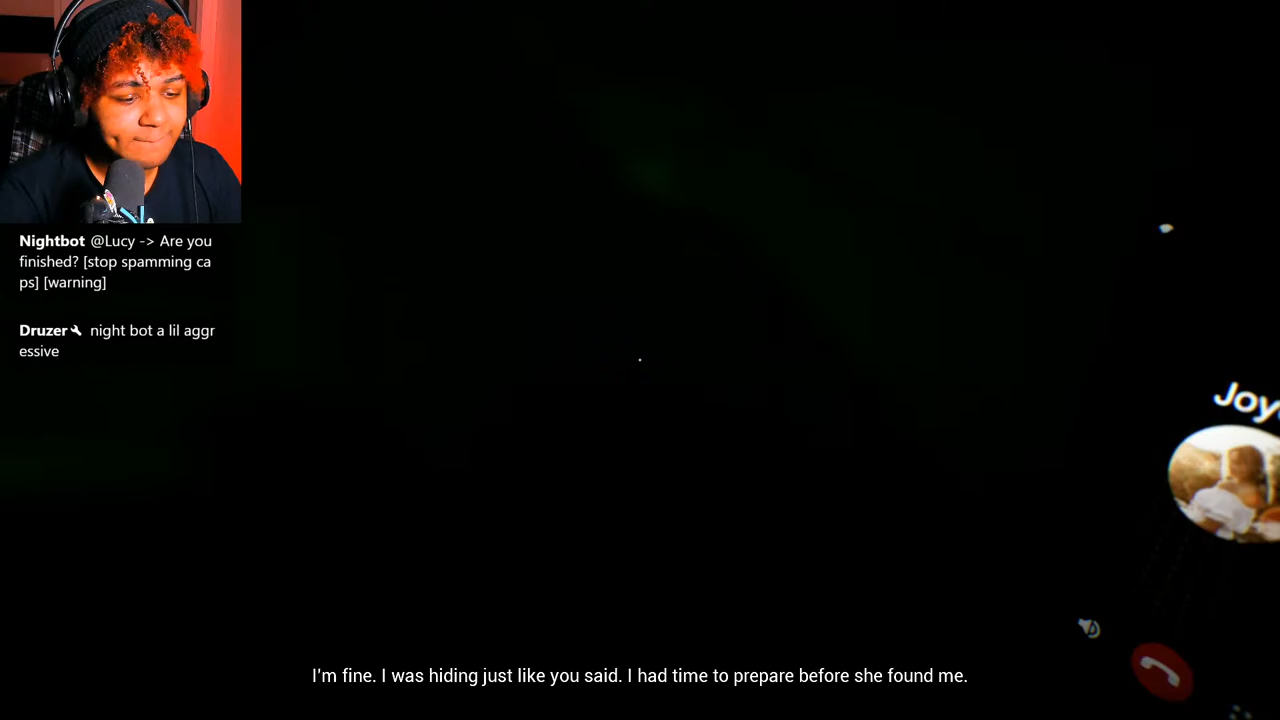 Nightbot @Lucy -> Are you
finished? [stop spamming ca
ps] [warning]
Druzer night bot a lil aggr
essive
Joy
I'm fine. I was hiding just like you said. I had time to prepare before she found me.